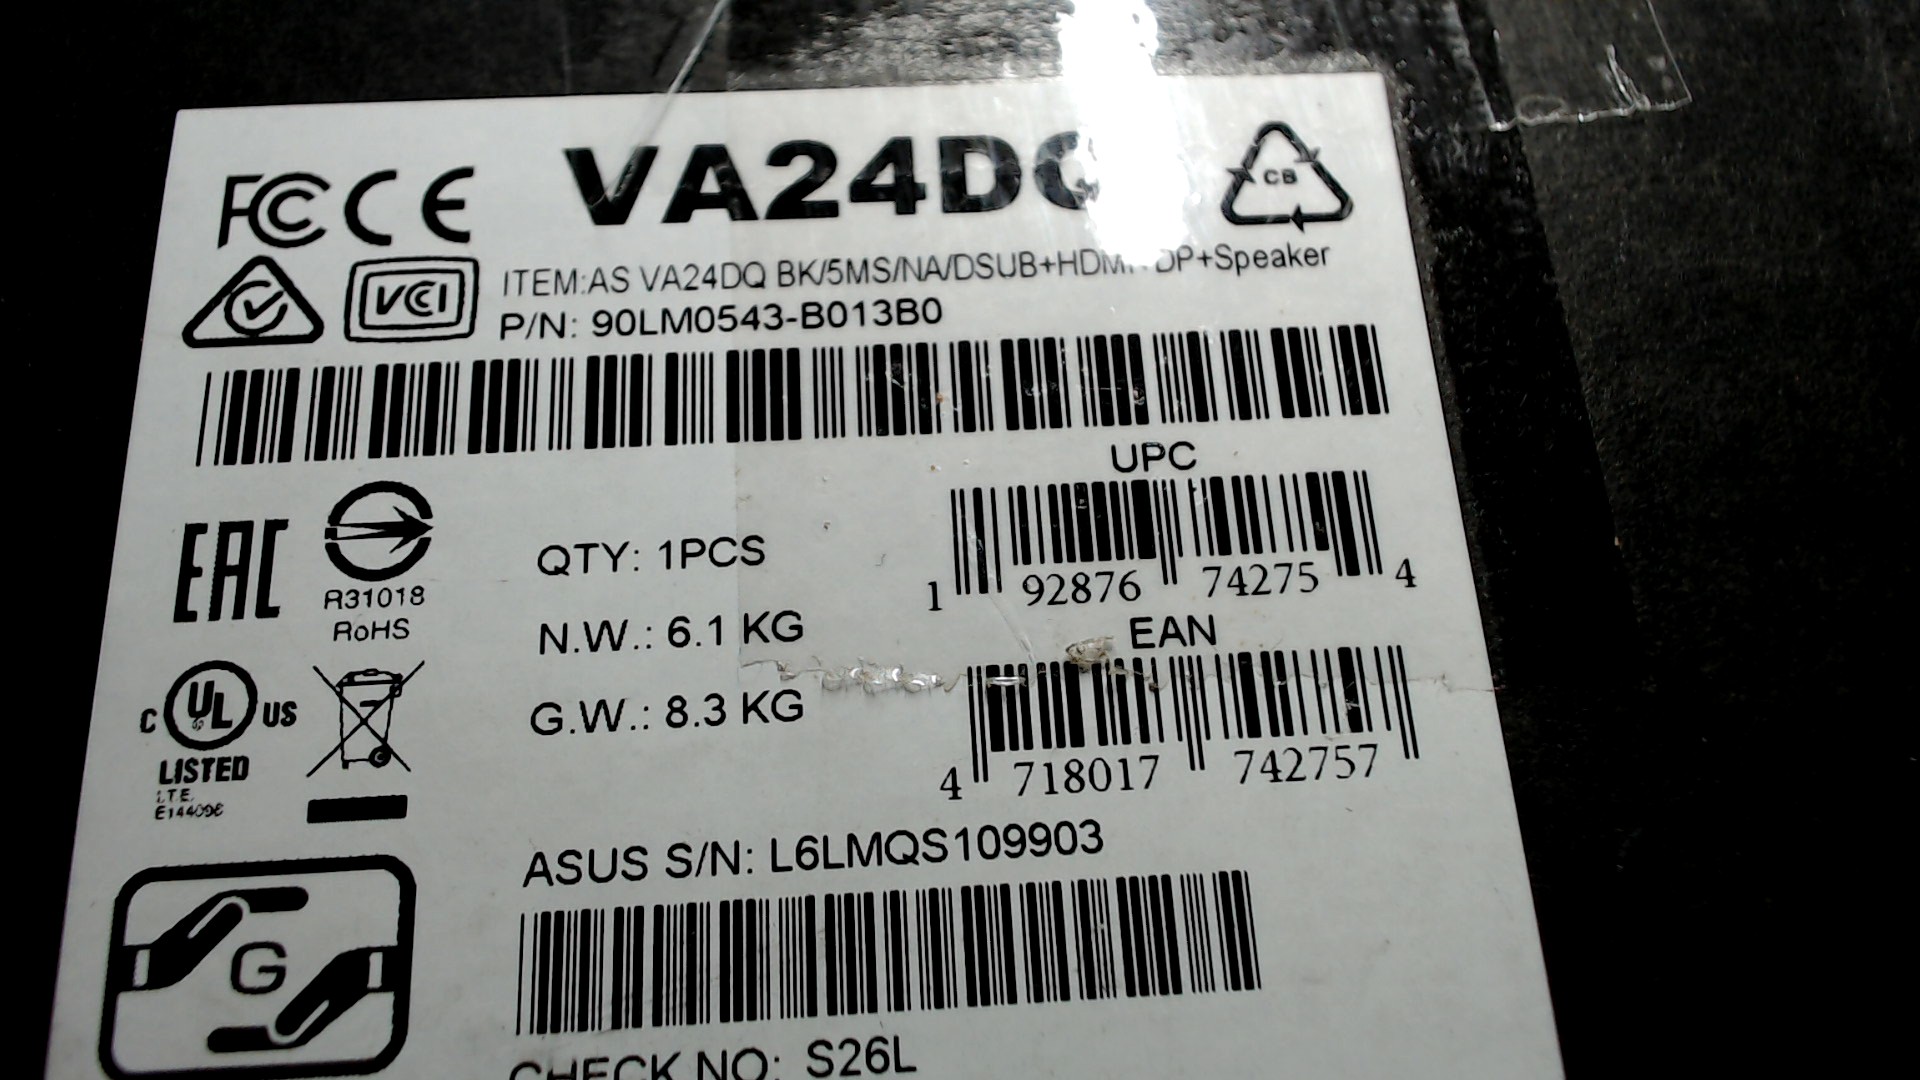 FC CE VA24DQ CB
VCCI ITEM:AS VA24DQ BK/5MS/NA/DSUB+HDMI+DP+Speaker
P/N: 90LM0543-B013B0
UPC
1 92876 74275 4
EAC
R31018
RoHS
QTY: 1PCS
N.W.: 6.1 KG
G.W.: 8.3 KG
EAN
4 718017 742757
C UL US
LISTED
I.T.E.
ASUS S/N: L6LMQS109903
G
CHECK NO: S26L